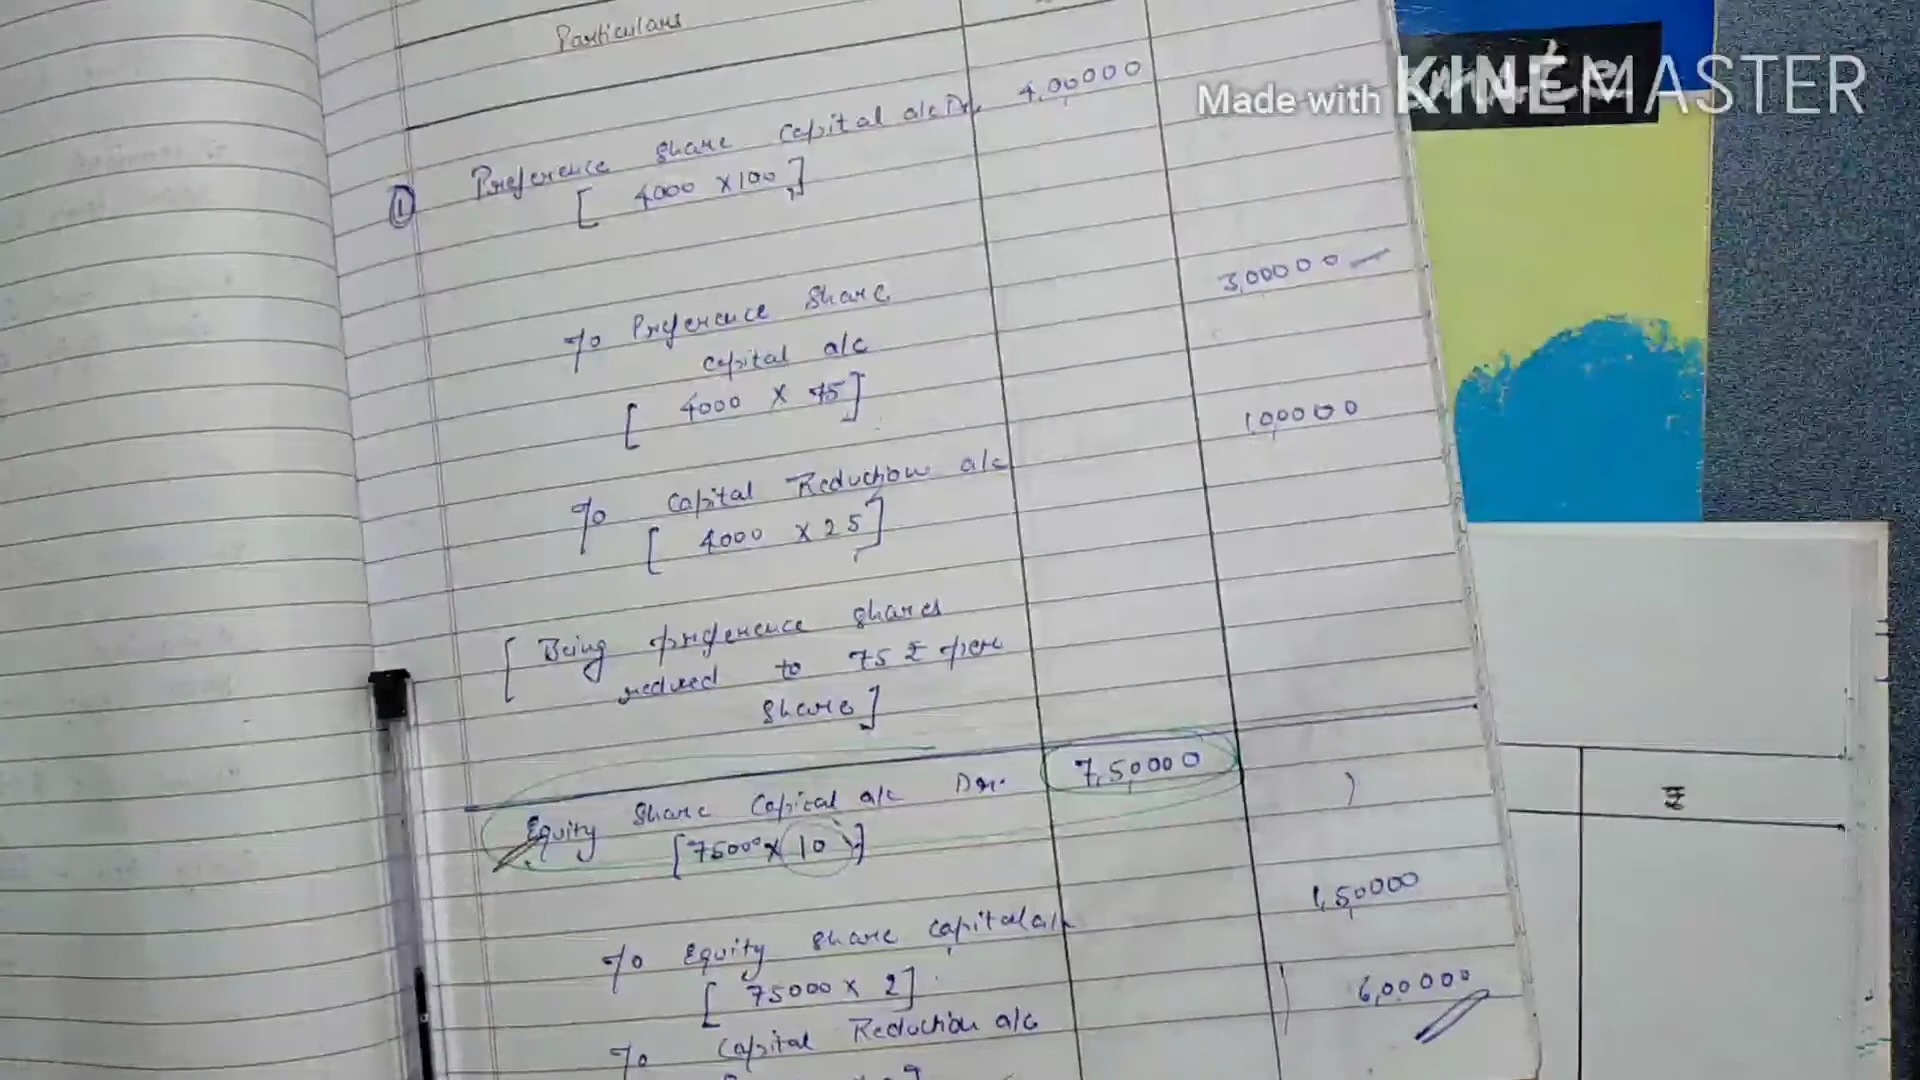 Particulars
Made with KINEMASTER
① Preference share capital a/c Dr. 4,00000
[ 4000 × 100 ]
To Preference Share 3,00000
capital a/c
[ 4000 × 75 ]
To Capital Reduction a/c 1,00000
[ 4000 × 25 ]
[ Being preference shares
reduced to 75 ₹ per
share ]
Equity Share Capital a/c Dr. 7,50000
[ 75000 × 10 ]
To Equity share capital a/c 1,50000
[ 75000 × 2 ]
To Capital Reduction a/c 6,00000
₹